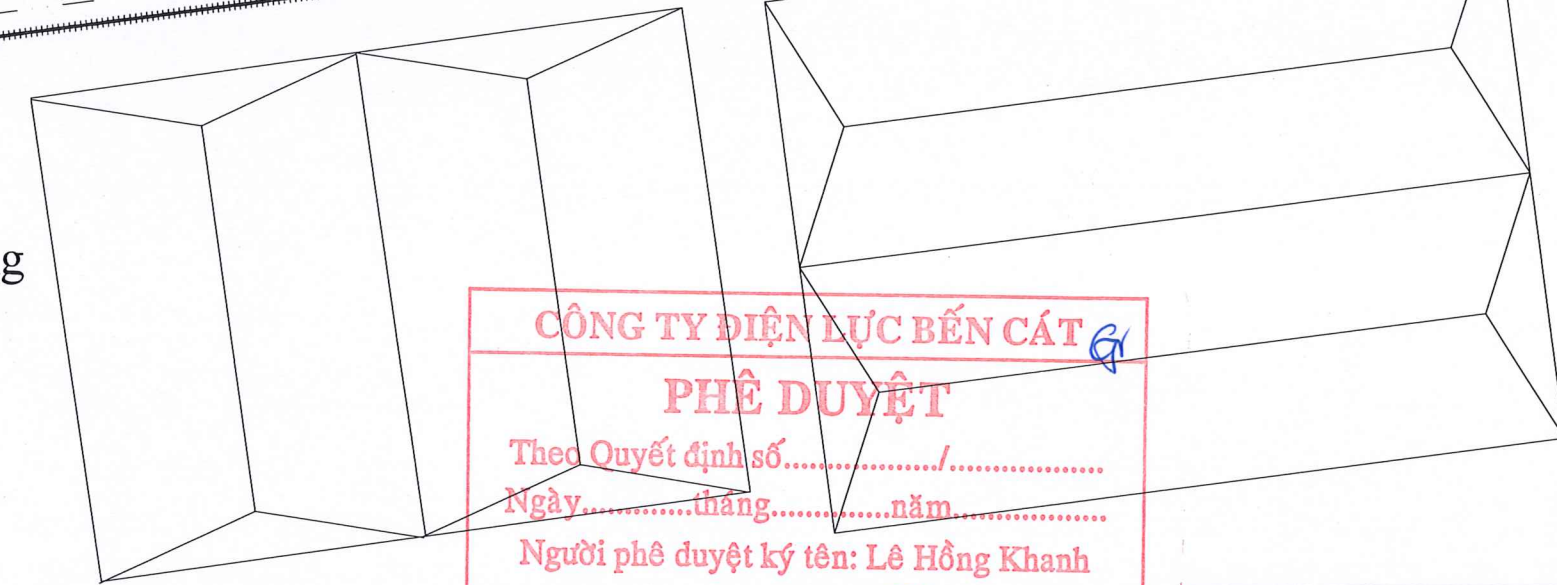 g
CÔNG TY ĐIỆN LỰC BẾN CÁT
PHÊ DUYỆT
Theo Quyết định số................../..................
Ngày.............tháng..............năm..................
Người phê duyệt ký tên: Lê Hồng Khanh